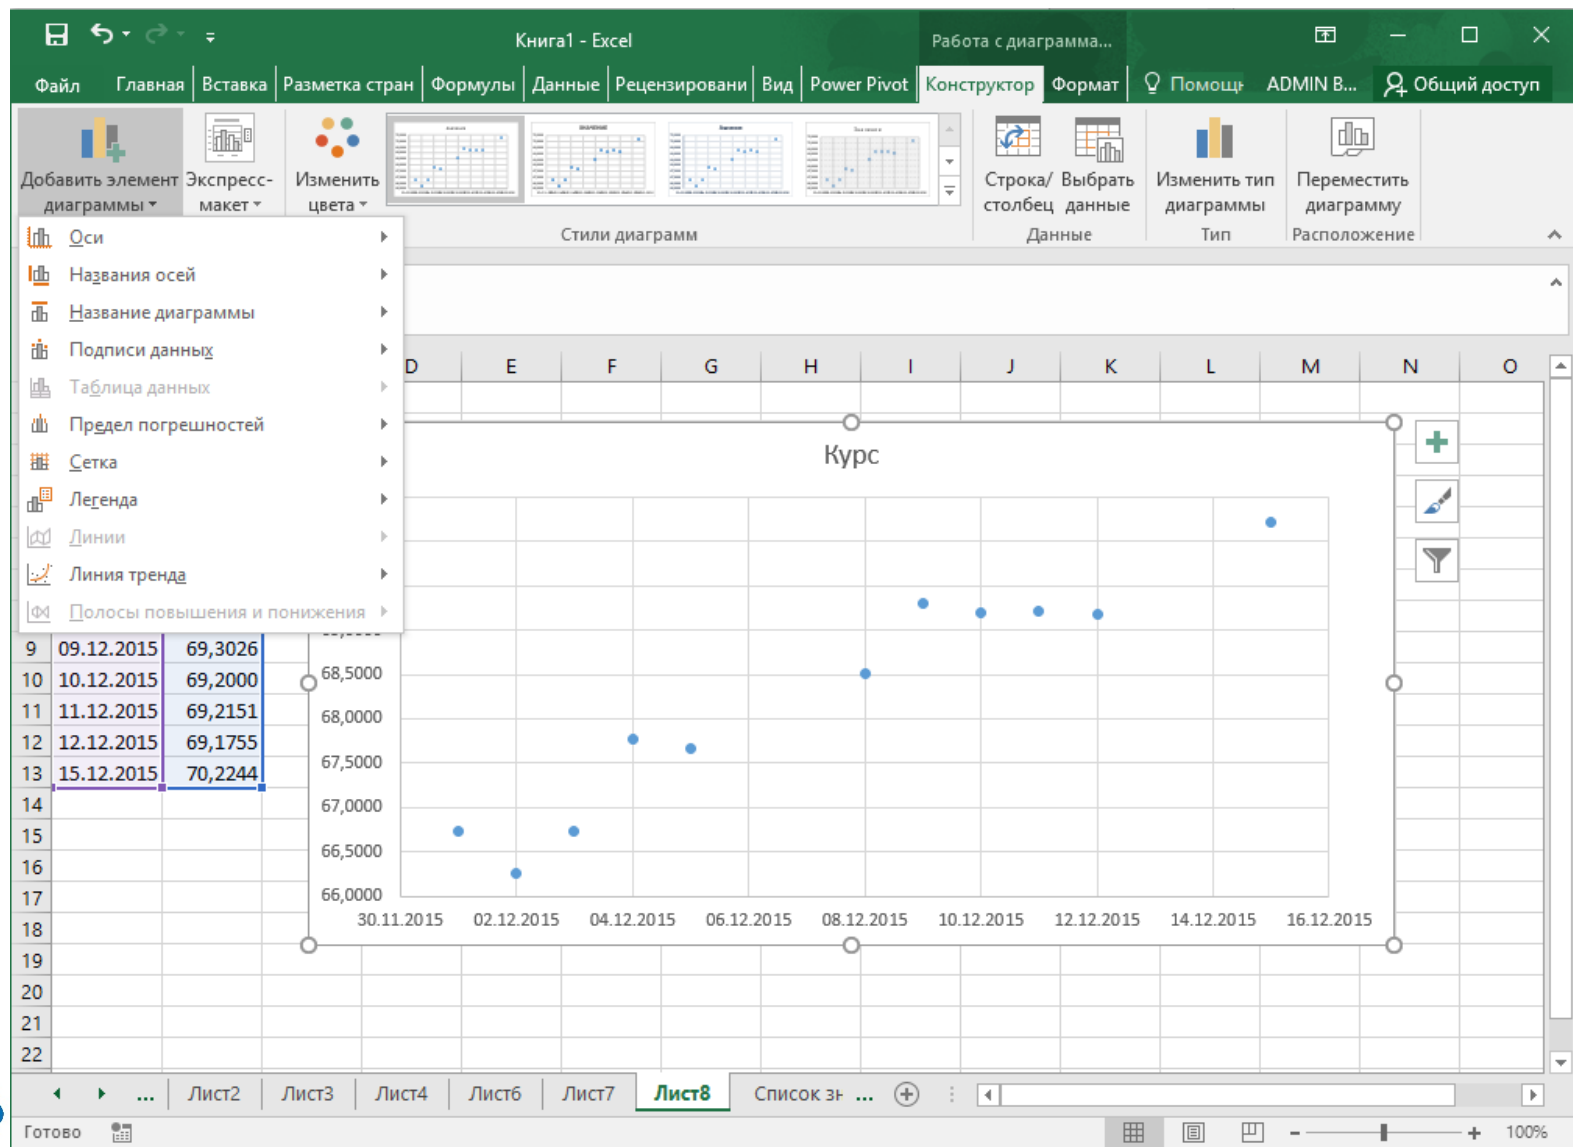 Книга1 - Excel
Работа с диаграмма...
Файл Главная Вставка Разметка стран Формулы Данные Рецензировани Вид Power Pivot Конструктор Формат Помощн ADMIN B... Общий доступ
Добавить элемент диаграммы
Экспресс-макет
Изменить цвета
Строка/столбец
Выбрать данные
Изменить тип диаграммы
Переместить диаграмму
Стили диаграмм
Данные
Тип
Расположение
Оси
Названия осей
Название диаграммы
Подписи данных
Таблица данных
Предел погрешностей
Сетка
Легенда
Линии
Линия тренда
Полосы повышения и понижения
D E F G H I J K L M N O
9 09.12.2015 69,3026
10 10.12.2015 69,2000
11 11.12.2015 69,2151
12 12.12.2015 69,1755
13 15.12.2015 70,2244
14
15
16
17
18
19
20
21
22
Курс
68,5000
68,0000
67,5000
67,0000
66,5000
66,0000
30.11.2015 02.12.2015 04.12.2015 06.12.2015 08.12.2015 10.12.2015 12.12.2015 14.12.2015 16.12.2015
... Лист2 Лист3 Лист4 Лист6 Лист7 Лист8 Список зн ...
Готово
100%